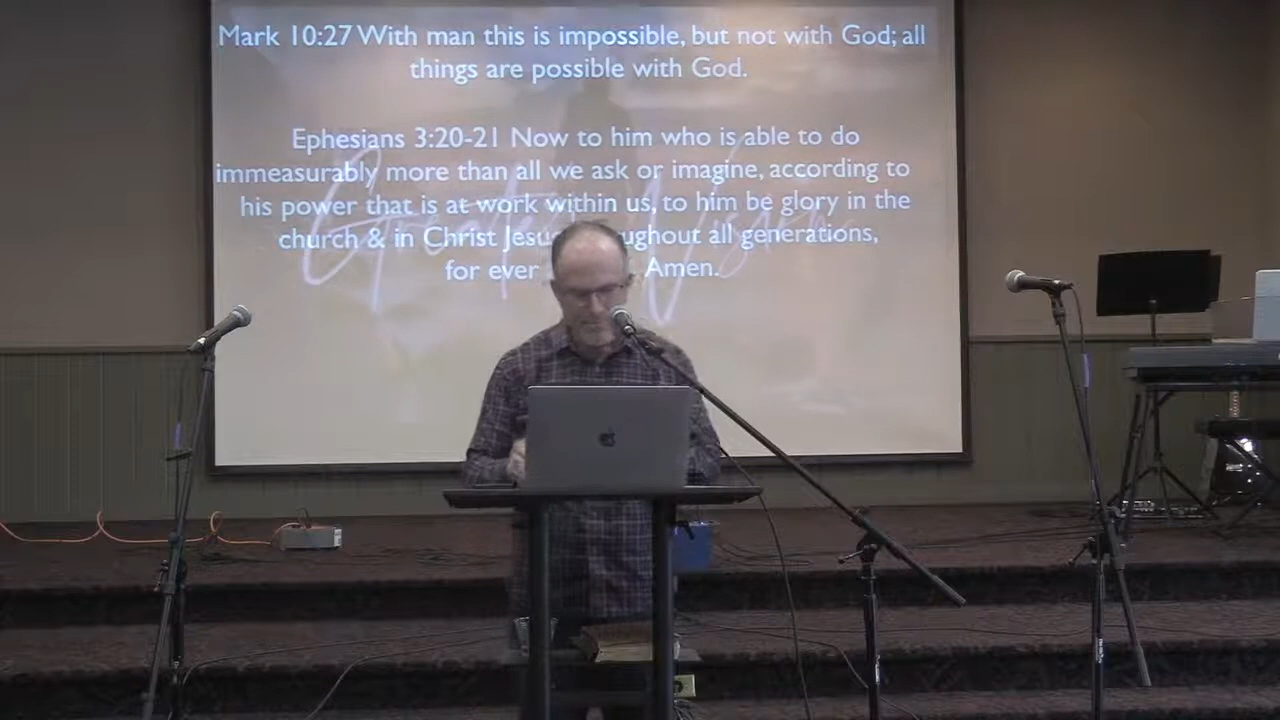 Mark 10:27 With man this is impossible, but not with God; all
things are possible with God.
Ephesians 3:20-21 Now to him who is able to do
immeasurably more than all we ask or imagine, according to
his power that is at work within us, to him be glory in the
church & in Christ Jesus ughout all generations,
for ever Amen.